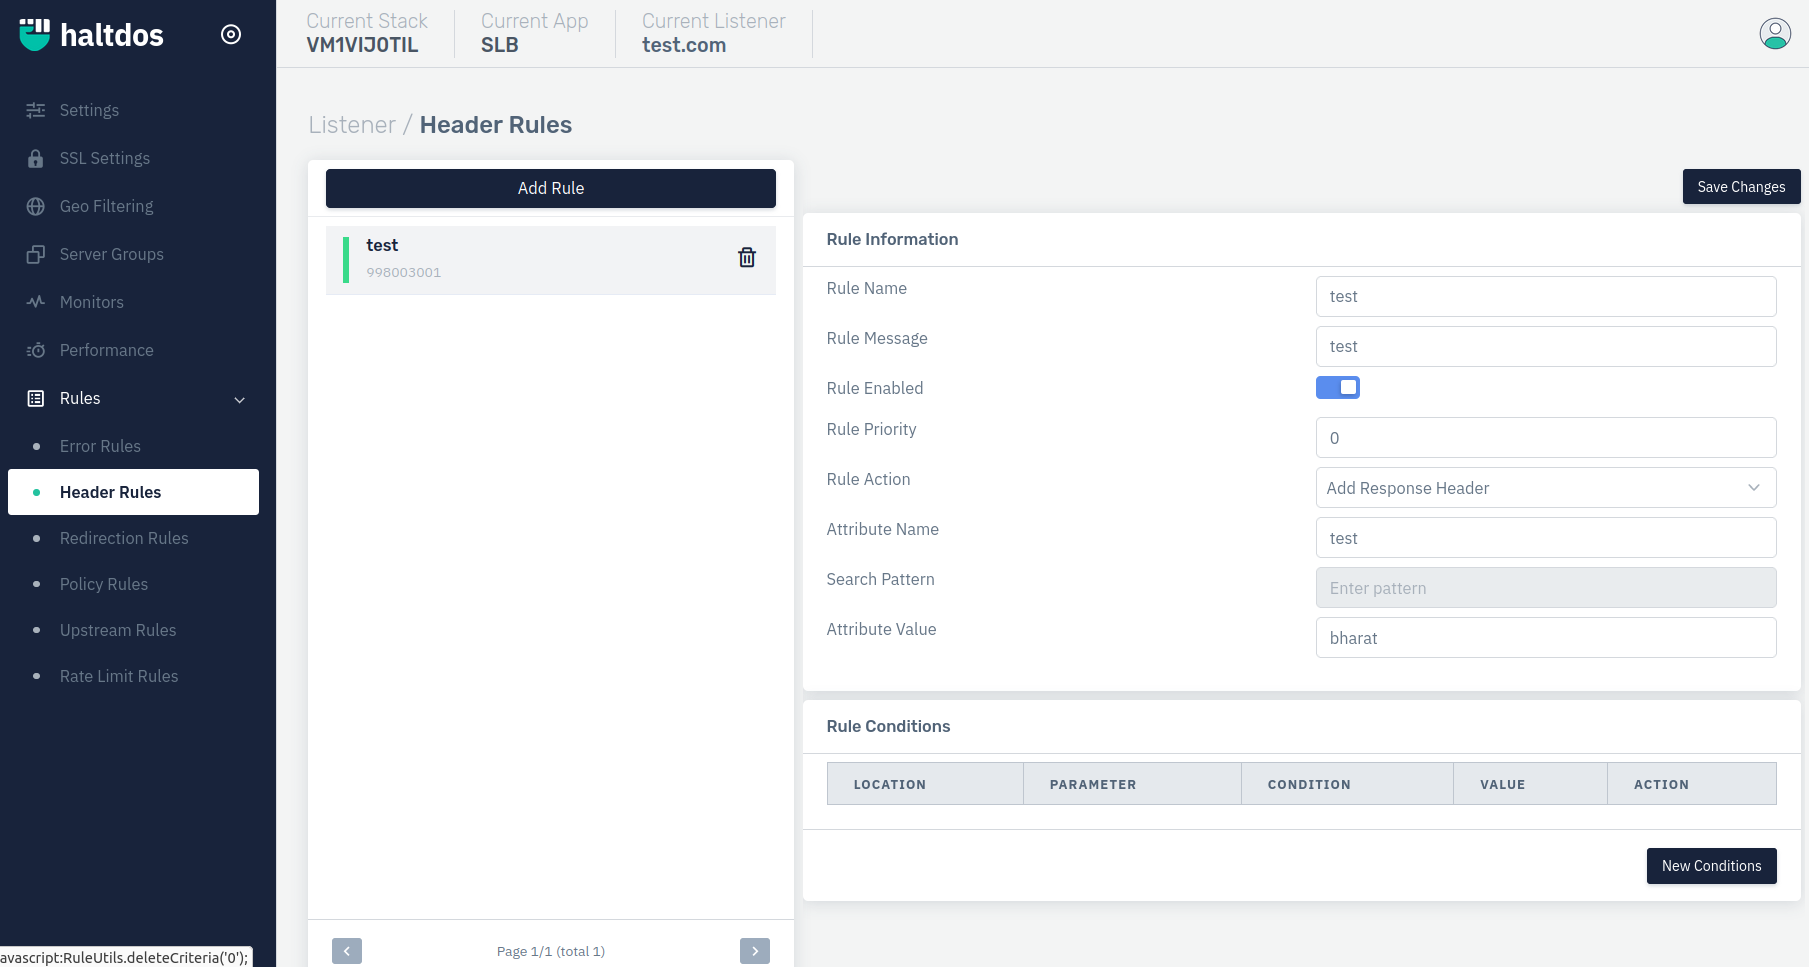 haltdos
Current Stack
VM1VIJ0TIL
Current App
SLB
Current Listener
test.com
Settings
SSL Settings
Geo Filtering
Server Groups
Monitors
Performance
Rules
Error Rules
Header Rules
Redirection Rules
Policy Rules
Upstream Rules
Rate Limit Rules
avascript:RuleUtils.deleteCriteria('0');
Listener / Header Rules
Add Rule
test
998003001
Page 1/1 (total 1)
Save Changes
Rule Information
Rule Name
test
Rule Message
test
Rule Enabled
Rule Priority
0
Rule Action
Add Response Header
Attribute Name
test
Search Pattern
Enter pattern
Attribute Value
bharat
Rule Conditions
LOCATION PARAMETER CONDITION VALUE ACTION
New Conditions